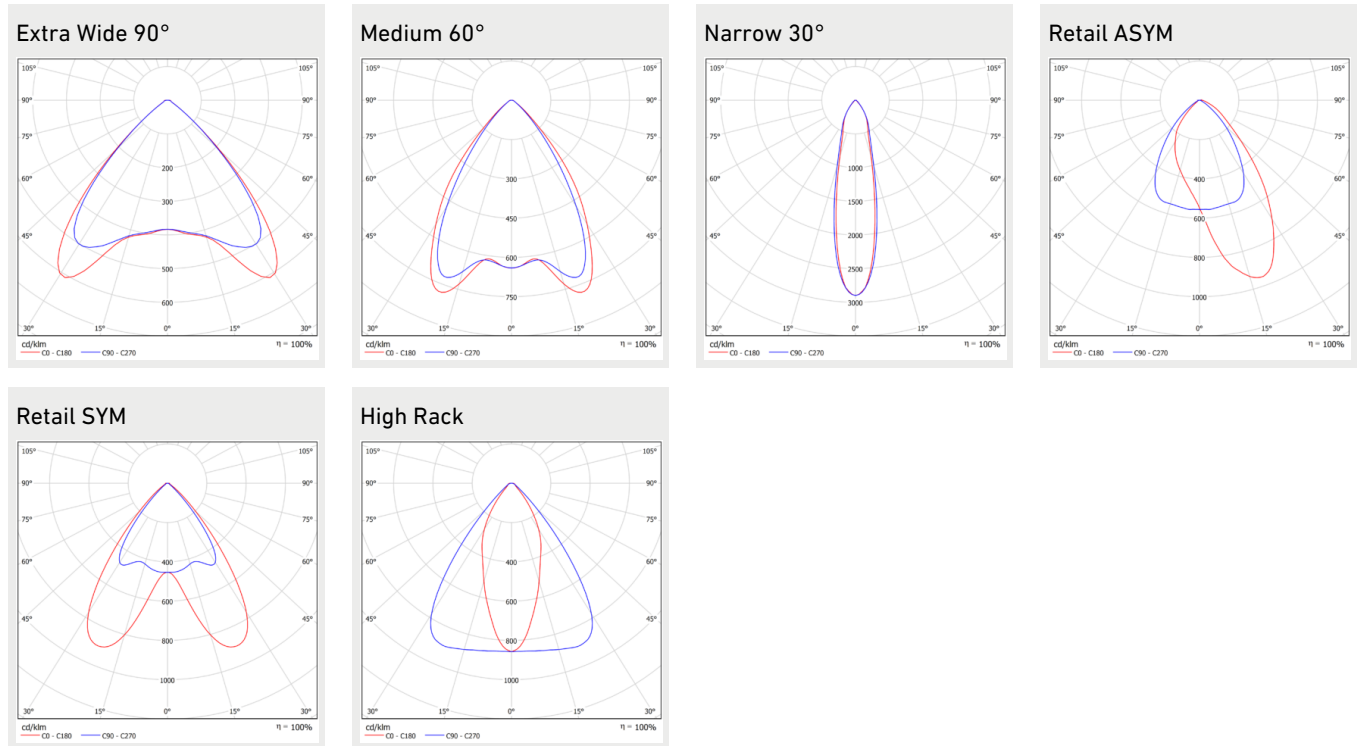 Extra Wide 90°
105° 105°
90° 90°
75° 75°
200
60° 60°
300
45° 45°
500
600
30° 15° 0° 15° 30°
cd/klm η = 100%
C0 - C180 C90 - C270
Medium 60°
105° 105°
90° 90°
75° 75°
300
60° 60°
450
45° 45°
600
750
30° 15° 0° 15° 30°
cd/klm η = 100%
C0 - C180 C90 - C270
Narrow 30°
105° 105°
90° 90°
75° 75°
1000
60° 60°
1500
45° 2000 45°
2500
3000
30° 15° 0° 15° 30°
cd/klm η = 100%
C0 - C180 C90 - C270
Retail ASYM
105° 105°
90° 90°
75° 75°
400
60° 60°
600
45° 45°
1000
30° 15° 0° 15° 30°
cd/klm η = 100%
C0 - C180 C90 - C270
Retail SYM
105° 105°
90° 90°
75° 75°
400
60° 60°
600
45° 45°
800
1000
30° 15° 0° 15° 30°
cd/klm η = 100%
C0 - C180 C90 - C270
High Rack
105° 105°
90° 90°
75° 75°
400
60° 60°
600
45° 45°
800
1000
30° 15° 0° 15° 30°
cd/klm η = 100%
C0 - C180 C90 - C270